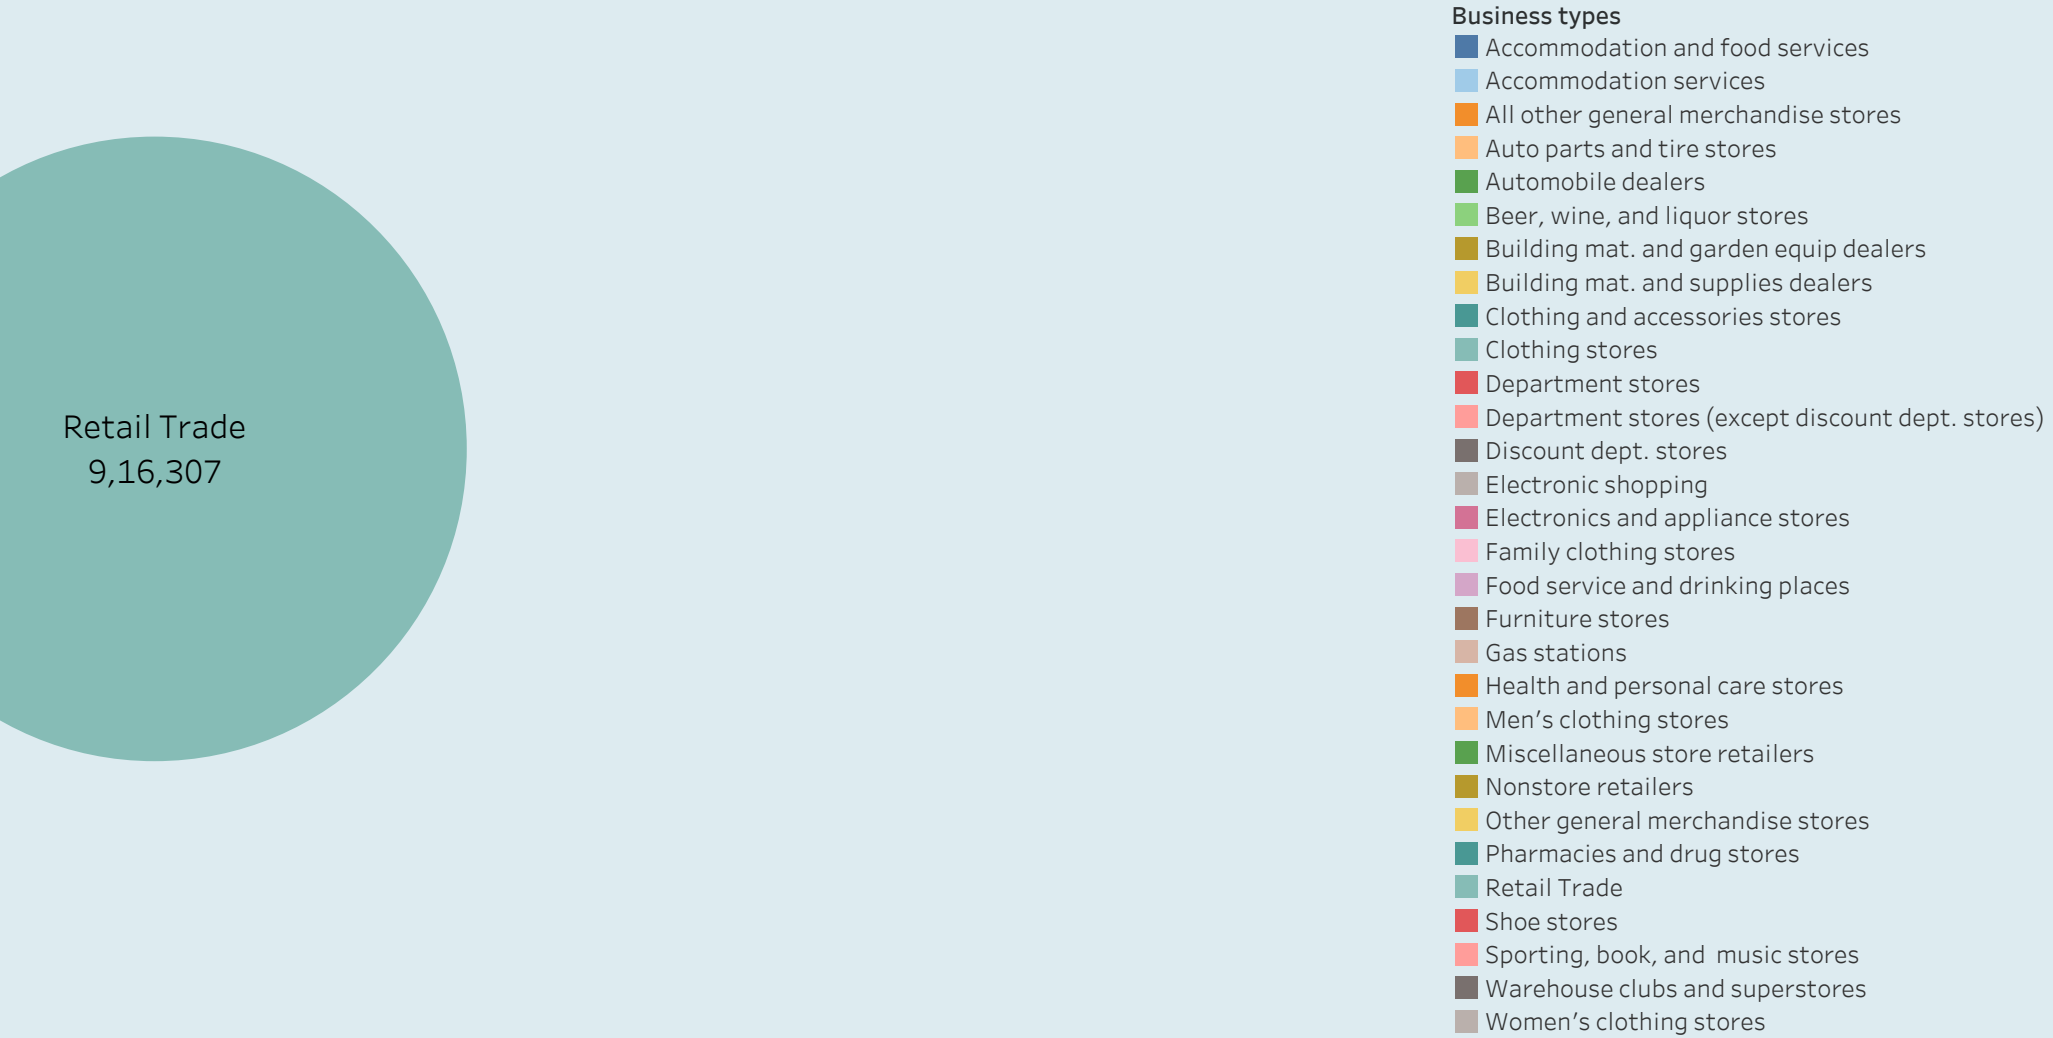 Retail Trade
9,16,307
Business types
Accommodation and food services
Accommodation services
All other general merchandise stores
Auto parts and tire stores
Automobile dealers
Beer, wine, and liquor stores
Building mat. and garden equip dealers
Building mat. and supplies dealers
Clothing and accessories stores
Clothing stores
Department stores
Department stores (except discount dept. stores)
Discount dept. stores
Electronic shopping
Electronics and appliance stores
Family clothing stores
Food service and drinking places
Furniture stores
Gas stations
Health and personal care stores
Men’s clothing stores
Miscellaneous store retailers
Nonstore retailers
Other general merchandise stores
Pharmacies and drug stores
Retail Trade
Shoe stores
Sporting, book, and  music stores
Warehouse clubs and superstores
Women’s clothing stores